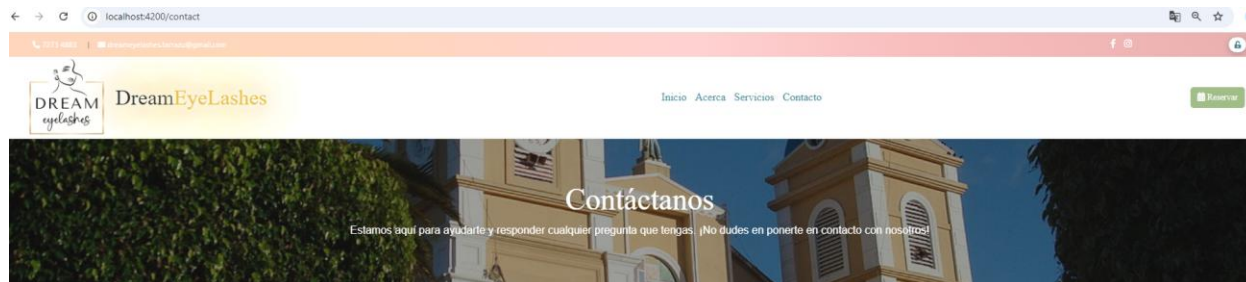 localhost:4200/contact
DREAM
eyelashes
DreamEyeLashes
Inicio Acerca Servicios Contacto
Reservar
Contáctanos
Estamos aquí para ayudarte y responder cualquier pregunta que tengas. ¡No dudes en ponerte en contacto con nosotros!